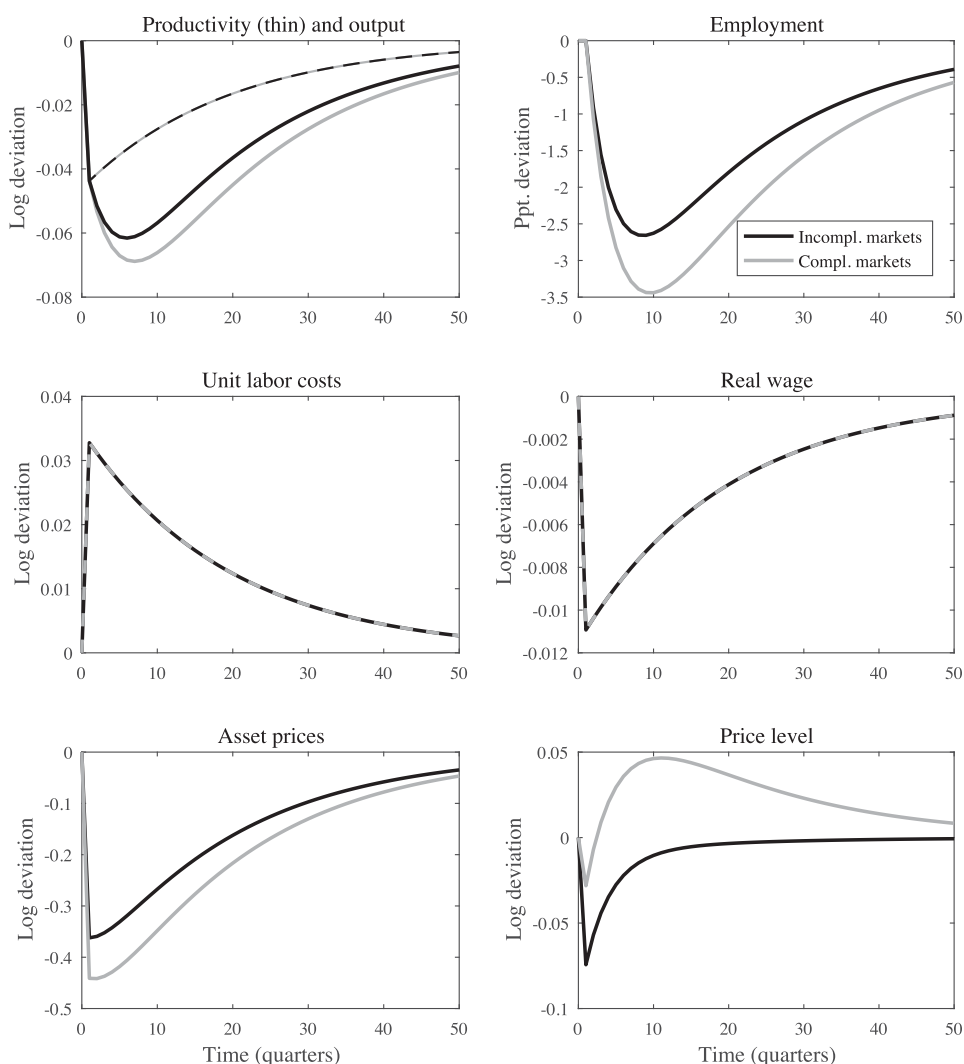 Productivity (thin) and output
Log deviation
0
-0.02
-0.04
-0.06
-0.08
0 10 20 30 40 50
Employment
Ppt. deviation
-0.5
-1
-1.5
-2
-2.5
-3
-3.5
Incompl. markets
Compl. markets
0 10 20 30 40 50
Unit labor costs
Log deviation
0.04
0.03
0.02
0.01
0
0 10 20 30 40 50
Real wage
Log deviation
0
-0.002
-0.004
-0.006
-0.008
-0.01
-0.012
0 10 20 30 40 50
Asset prices
Log deviation
0
-0.1
-0.2
-0.3
-0.4
-0.5
0 10 20 30 40 50
Time (quarters)
Price level
Log deviation
0.05
0
-0.05
-0.1
0 10 20 30 40 50
Time (quarters)